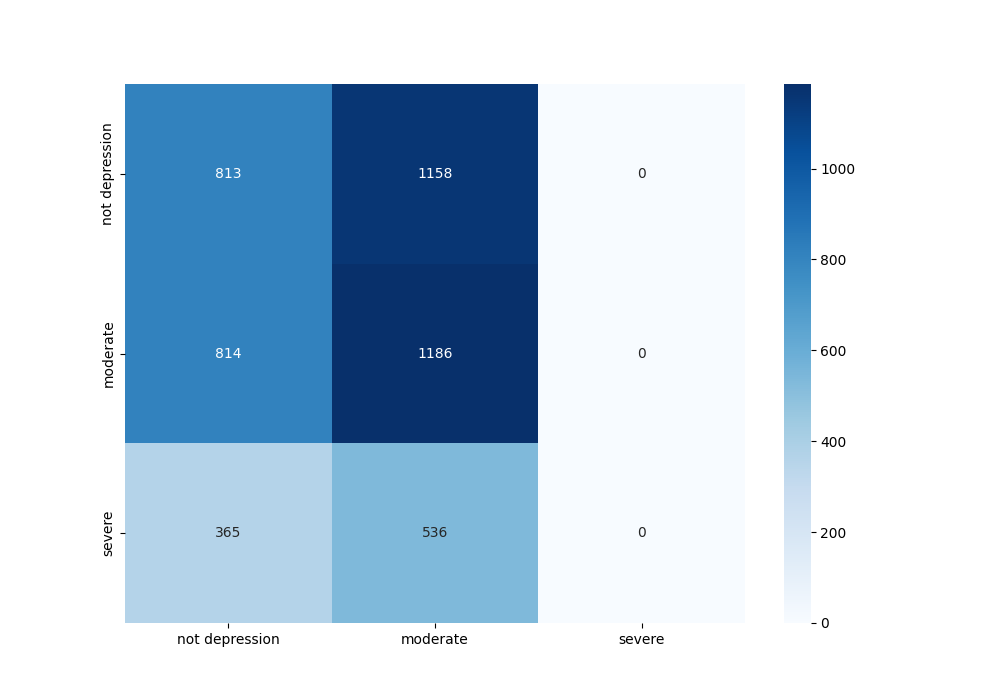 not depression
813 1158 0
moderate
814 1186 0
severe
365 536 0
not depression moderate severe
1000
800
600
400
200
0